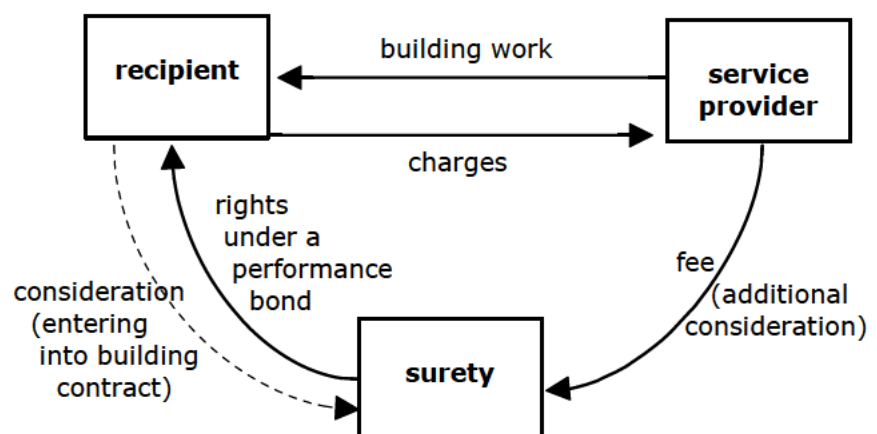 recipient
building work
service
provider
charges
rights
under a
performance
bond
consideration
(entering
into building
contract)
fee
(additional
consideration)
surety